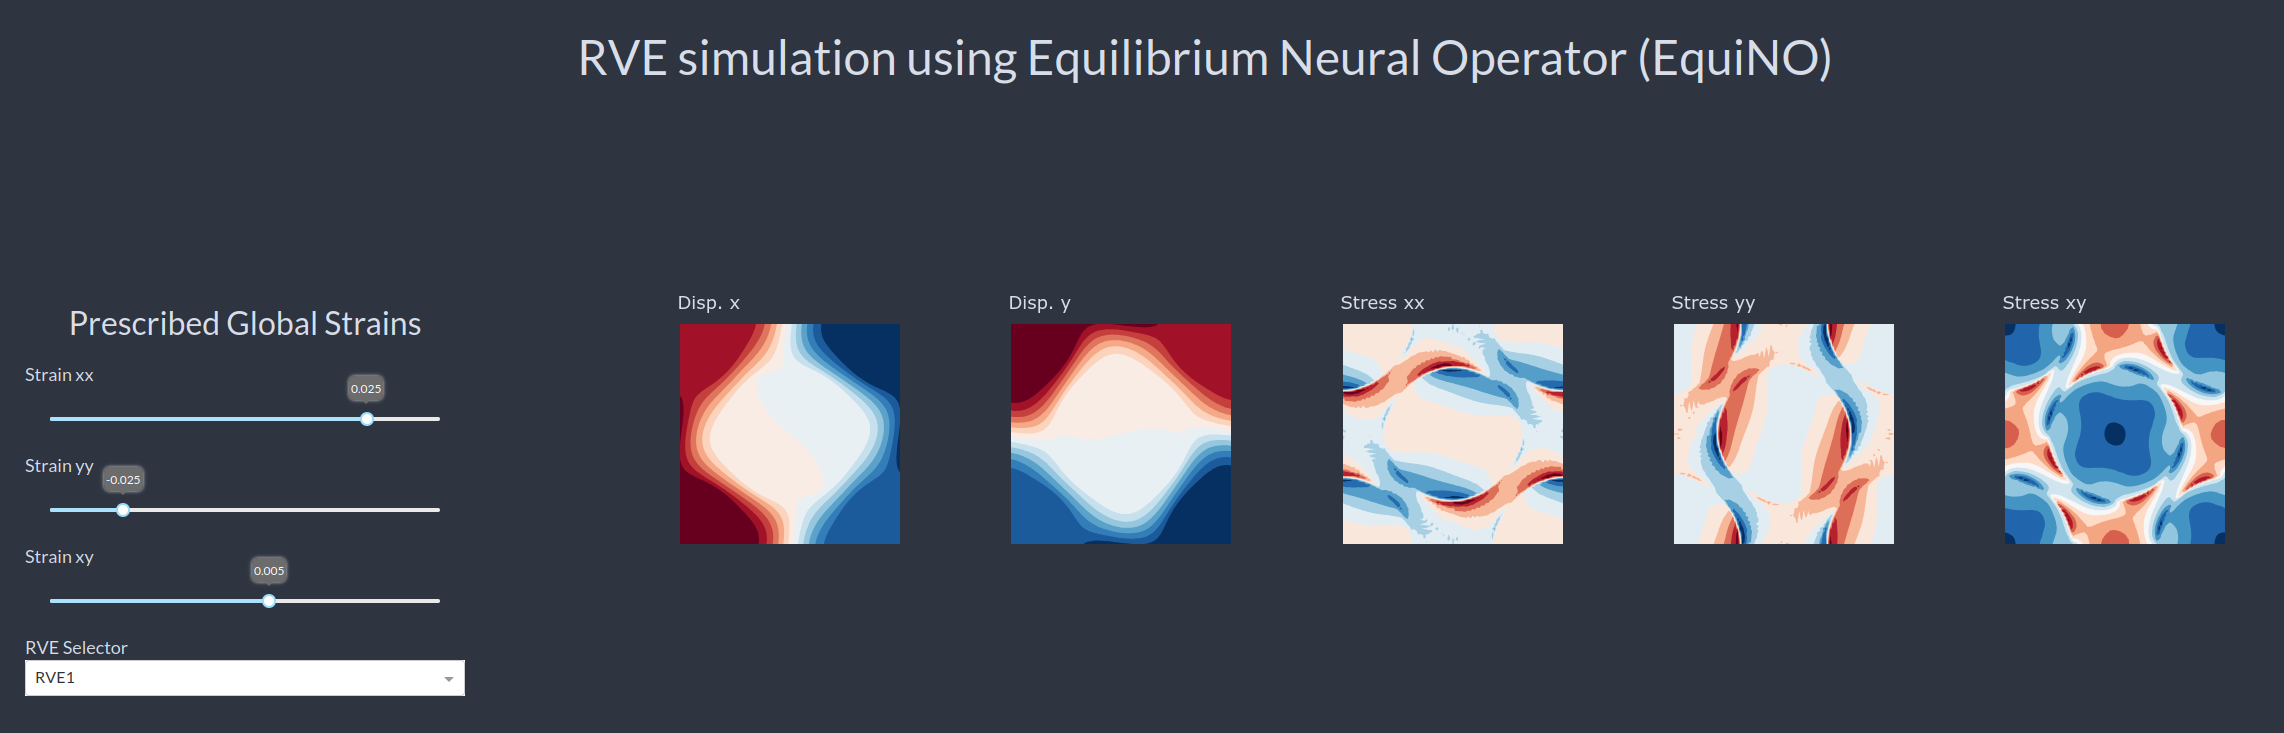 RVE simulation using Equilibrium Neural Operator (EquiNO)
Prescribed Global Strains
Strain xx
0.025
Strain yy
-0.025
Strain xy
0.005
RVE Selector
RVE1
Disp. x
Disp. y
Stress xx
Stress yy
Stress xy